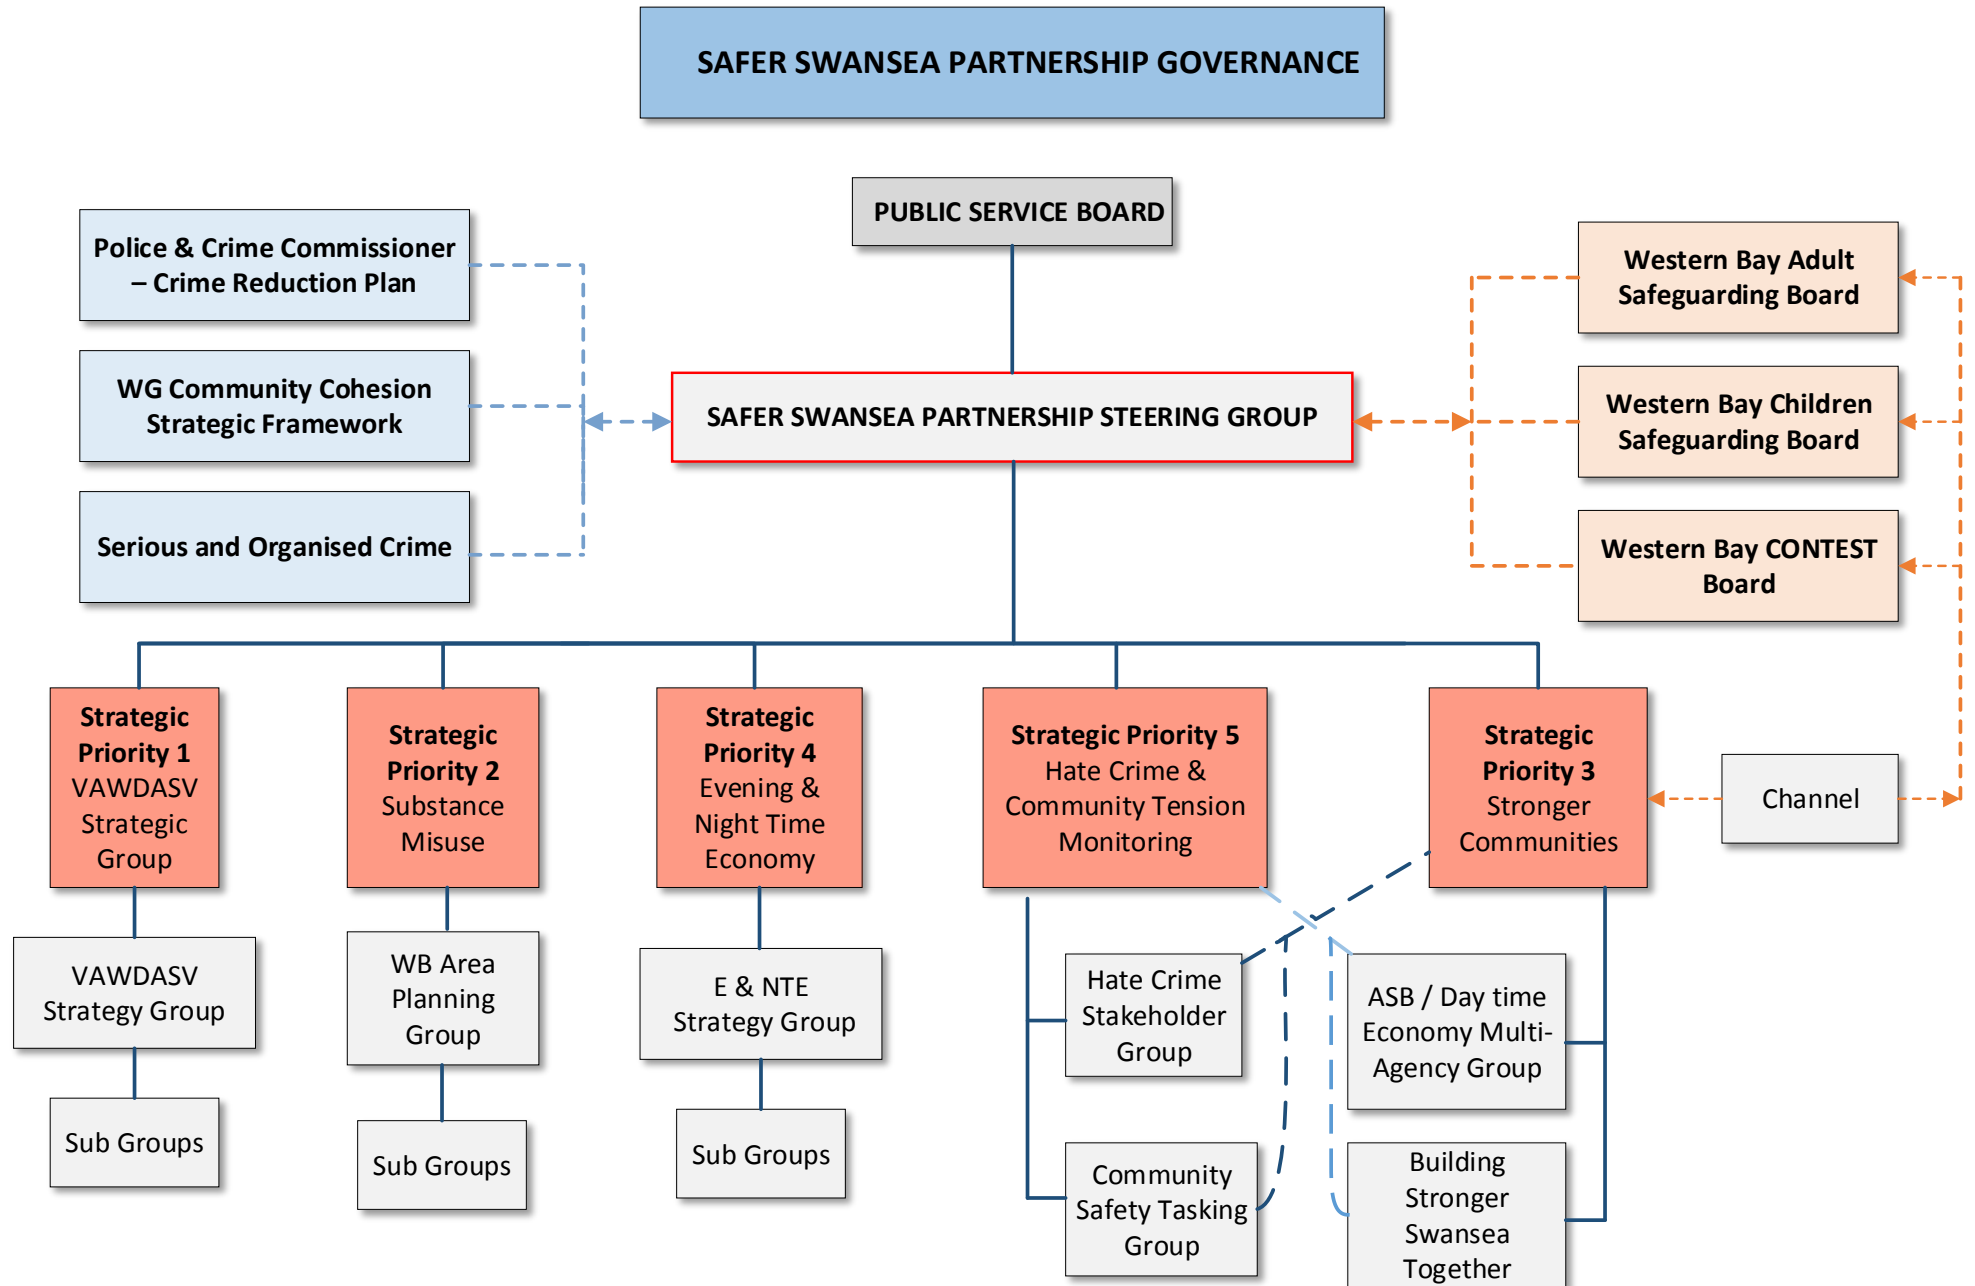 SAFER SWANSEA PARTNERSHIP GOVERNANCE
PUBLIC SERVICE BOARD
Police & Crime Commissioner
– Crime Reduction Plan
WG Community Cohesion
Strategic Framework
Serious and Organised Crime
SAFER SWANSEA PARTNERSHIP STEERING GROUP
Western Bay Adult
Safeguarding Board
Western Bay Children
Safeguarding Board
Western Bay CONTEST
Board
Strategic
Priority 1
VAWDASV
Strategic
Group
Strategic
Priority 2
Substance
Misuse
Strategic
Priority 4
Evening &
Night Time
Economy
Strategic Priority 5
Hate Crime &
Community Tension
Monitoring
Strategic
Priority 3
Stronger
Communities
Channel
VAWDASV
Strategy Group
WB Area
Planning
Group
E & NTE
Strategy Group
Hate Crime
Stakeholder
Group
ASB / Day time
Economy Multi-
Agency Group
Sub Groups
Sub Groups
Sub Groups
Community
Safety Tasking
Group
Building
Stronger
Swansea
Together